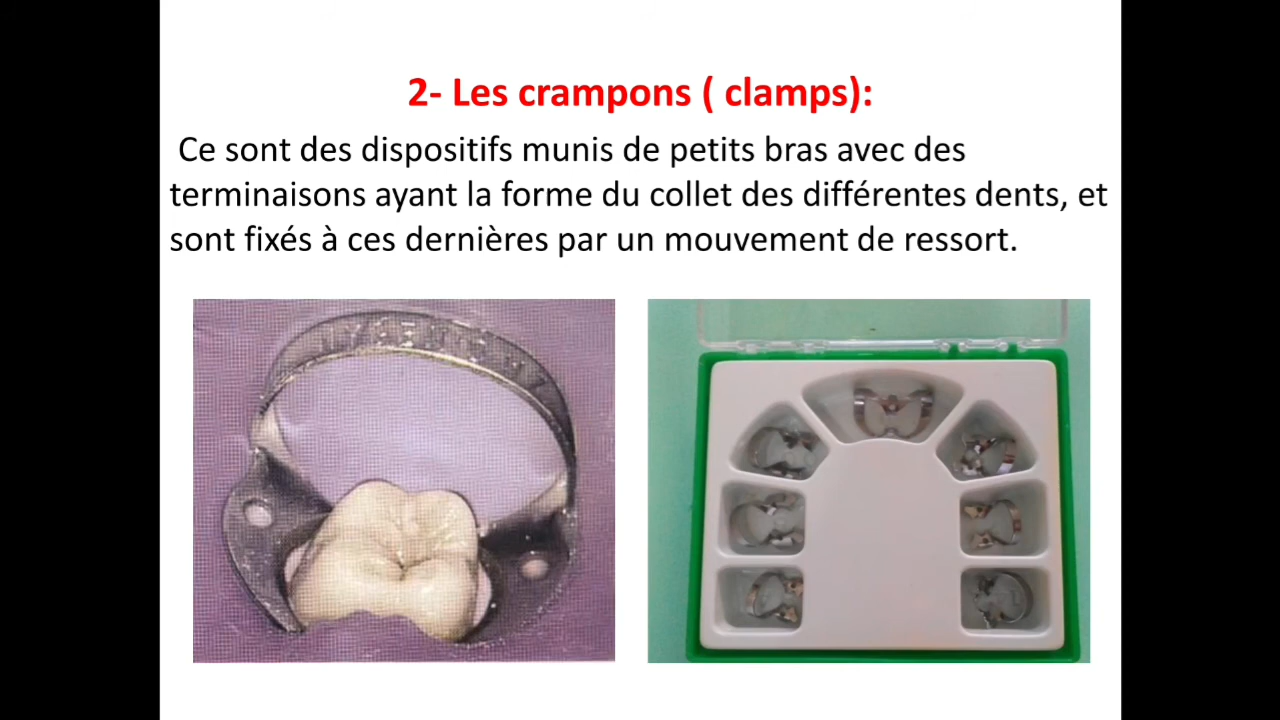 2- Les crampons ( clamps):
Ce sont des dispositifs munis de petits bras avec des
terminaisons ayant la forme du collet des différentes dents, et
sont fixés à ces dernières par un mouvement de ressort.